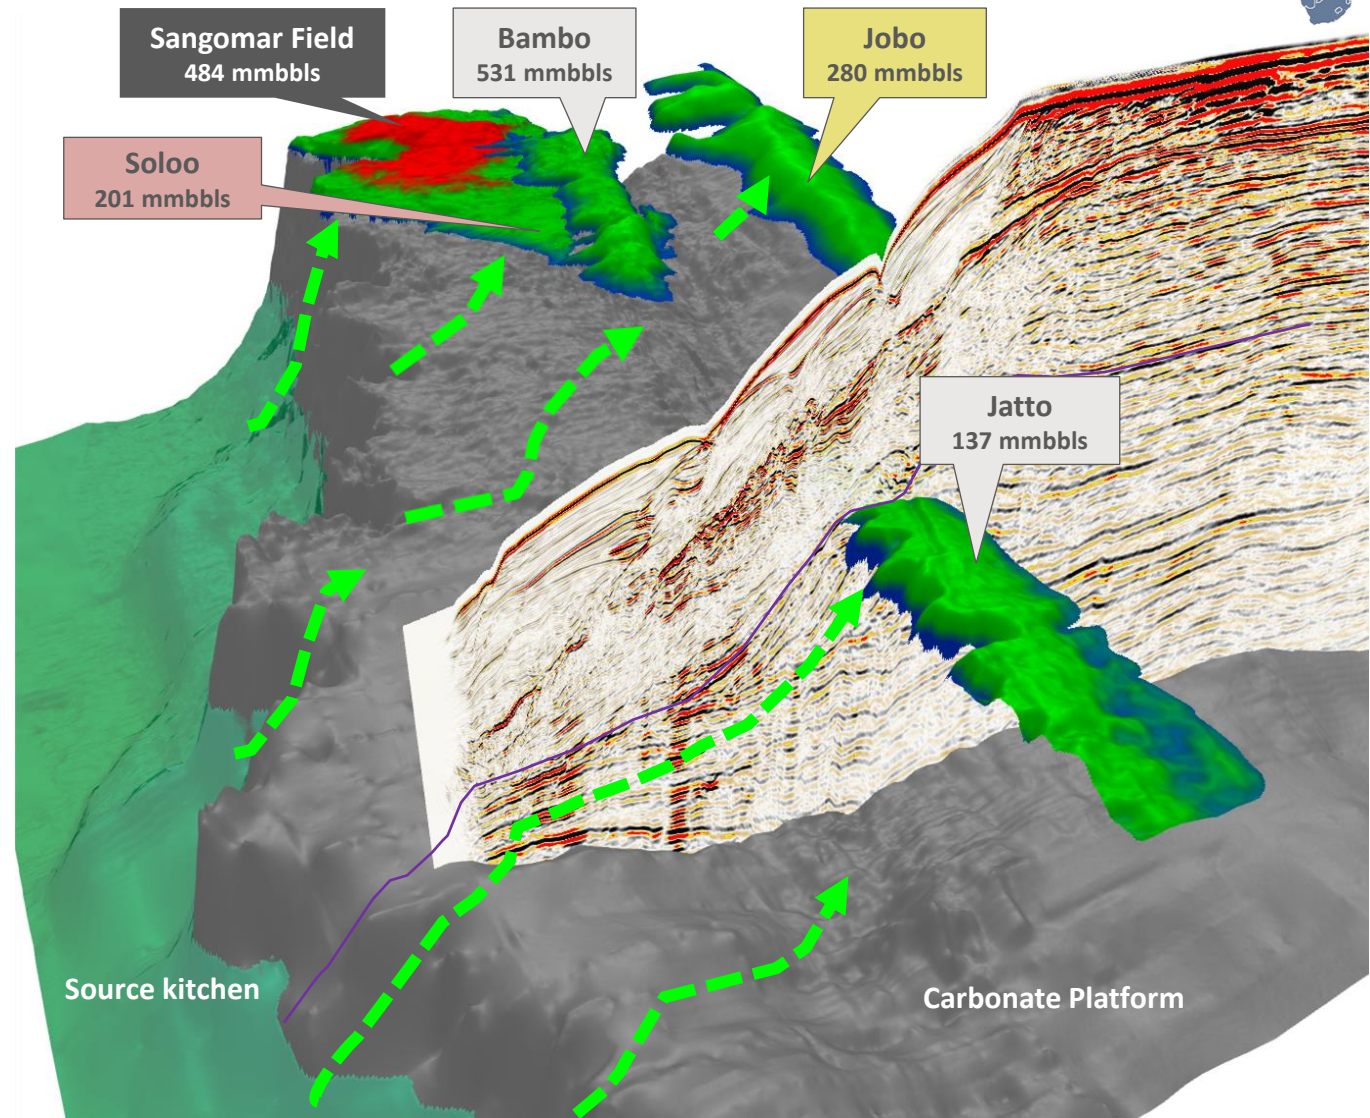 Sangomar Field
484 mmbbls
Bambo
531 mmbbls
Jobo
280 mmbbls
Soloo
201 mmbbls
Jatto
137 mmbbls
Source kitchen
Carbonate Platform